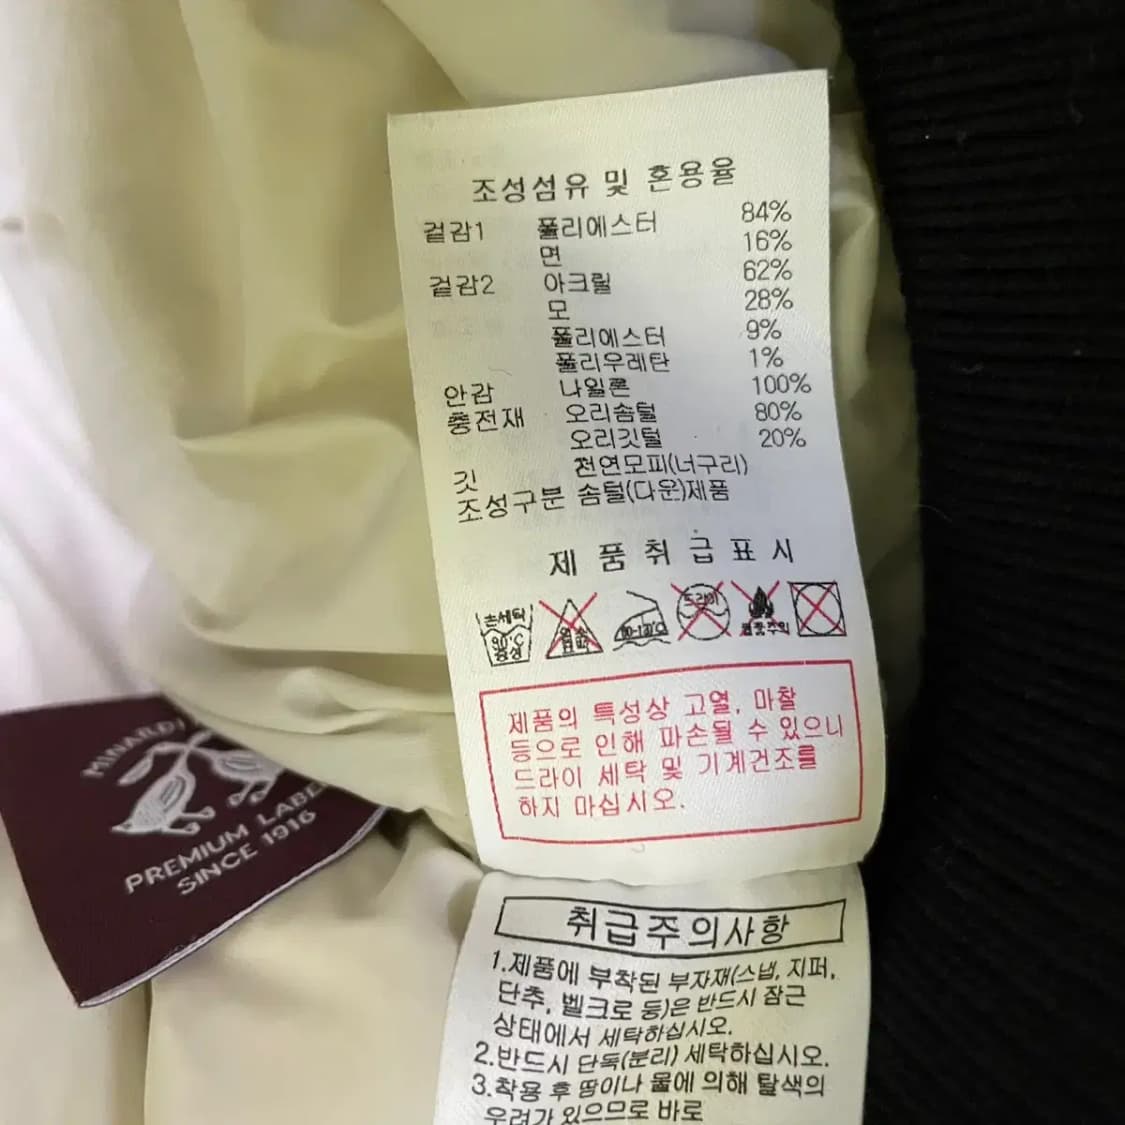 조성섬유 및 혼용율
겉감1 폴리에스터 84%
면 16%
겉감2 아크릴 62%
모 28%
폴리에스터 9%
폴리우레탄 1%
안감 나일론 100%
충전재 오리솜털 80%
오리깃털 20%
깃 천연모피(너구리)
조성구분 솜털(다운)제품
제 품 취 급 표 시
손세탁
30℃
중성
염소
표백
80-120℃
드라이
제품의 특성상 고열, 마찰
등으로 인해 파손될 수 있으니
드라이 세탁 및 기계건조를
하지 마십시오.
MINARDI
PREMIUM LABEL
SINCE 1916
취급주의사항
1.제품에 부착된 부자재(스냅, 지퍼,
단추, 벨크로 등)은 반드시 잠근
상태에서 세탁하십시오.
2.반드시 단독(분리) 세탁하십시오.
3.착용 후 땀이나 물에 의해 탈색의
우려가 있으므로 바로